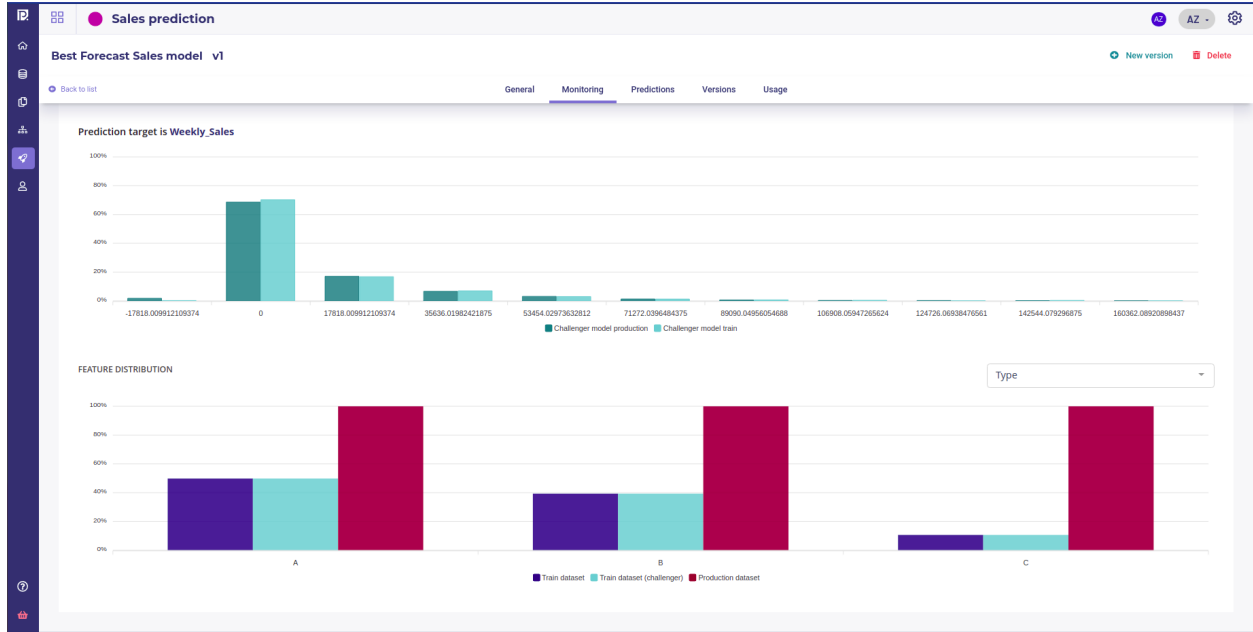 Sales prediction
AZ
AZ
Best Forecast Sales model v1
New version
Delete
Back to list
General
Monitoring
Predictions
Versions
Usage
Prediction target is Weekly_Sales
100%
80%
60%
40%
20%
0%
-17818.009912109374
0
17818.009912109374
35636.01982421875
53454.02973632812
71272.0396484375
89090.04956054688
106908.05947265624
124726.06938476561
142544.079296875
160362.08920898437
Challenger model production
Challenger model train
FEATURE DISTRIBUTION
Type
100%
80%
60%
40%
20%
0%
A
B
C
Train dataset
Train dataset (challenger)
Production dataset